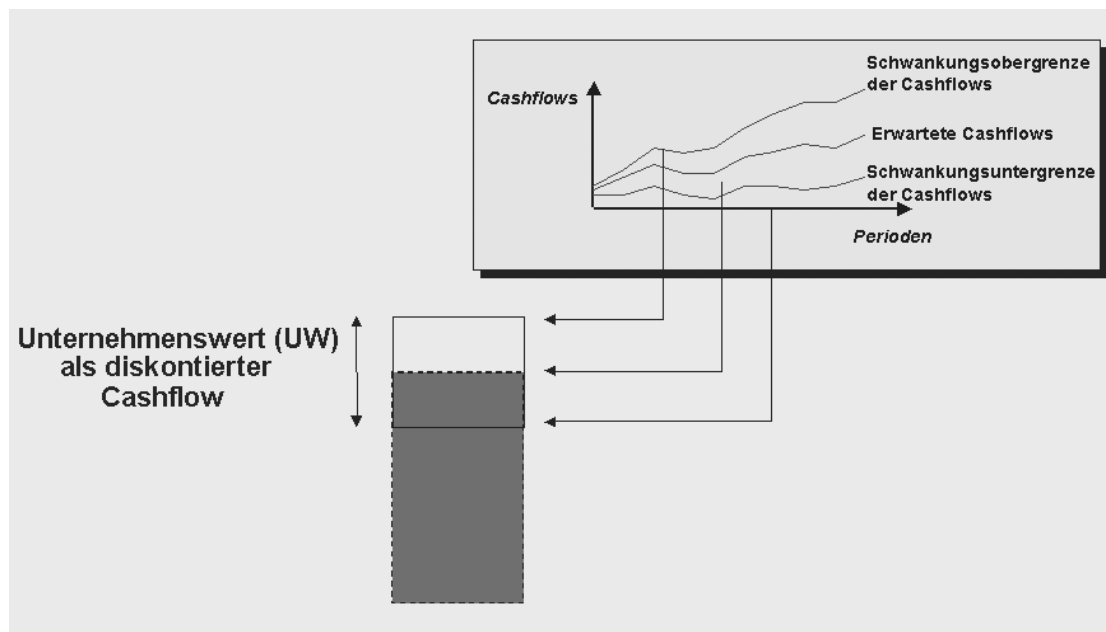 Schwankungsobergrenze
der Cashflows
Cashflows
Erwartete Cashflows
Schwankungsuntergrenze
der Cashflows
Perioden
Unternehmenswert (UW)
als diskontierter
Cashflow